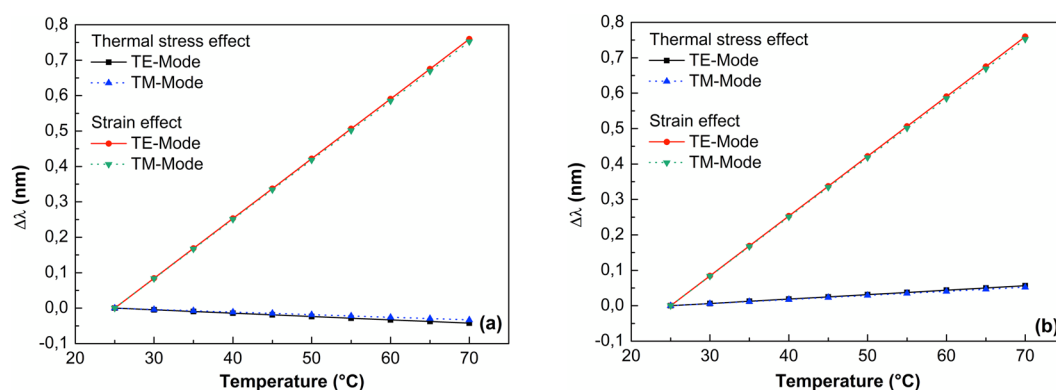 0,8
0,7
0,6
0,5
0,4
0,3
0,2
0,1
0,0
-0,1
Δλ (nm)
Thermal stress effect
TE-Mode
TM-Mode
Strain effect
TE-Mode
TM-Mode
(a)
20 30 40 50 60 70 80
Temperature (°C)
0,8
0,7
0,6
0,5
0,4
0,3
0,2
0,1
0,0
-0,1
Δλ (nm)
Thermal stress effect
TE-Mode
TM-Mode
Strain effect
TE-Mode
TM-Mode
(b)
20 30 40 50 60 70 80
Temperature (°C)